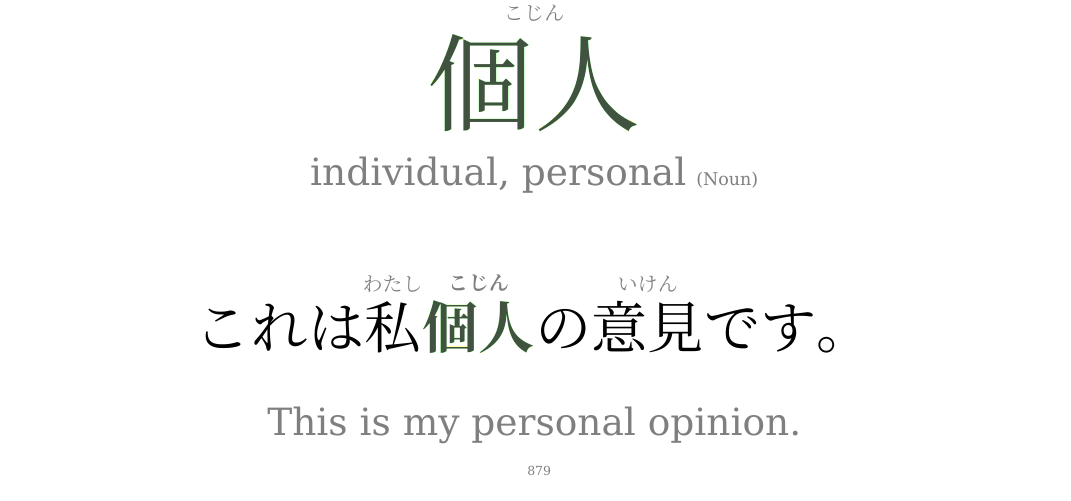 こじん
個人
individual, personal (Noun)
わたし こじん いけん
これは私個人の意見です。
This is my personal opinion.
879